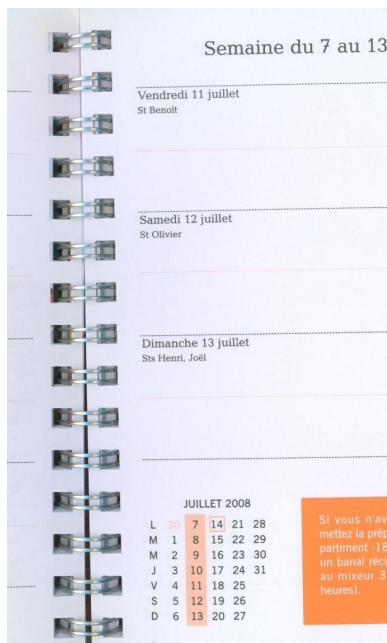 Semaine du 7 au 13
Vendredi 11 juillet
St Benoît
Samedi 12 juillet
St Olivier
Dimanche 13 juillet
Sts Henri, Joël
JUILLET 2008
L 30 7 14 21 28
M 1 8 15 22 29
M 2 9 16 23 30
J 3 10 17 24 31
V 4 11 18 25
S 5 12 19 26
D 6 13 20 27
Si vous n'av
mettez la prép
partiment -18
un banal réci
au mixeur 3
heures).